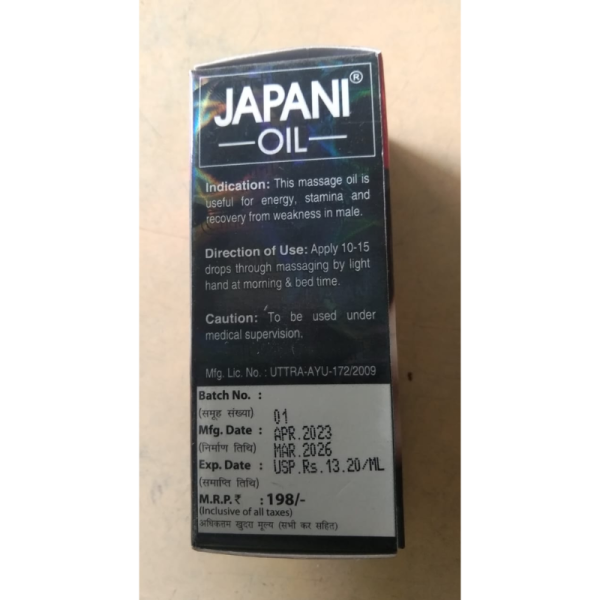 JAPANI®
OIL
Indication: This massage oil is
useful for energy, stamina and
recovery from weakness in male.
Direction of Use: Apply 10-15
drops through massaging by light
hand at morning & bed time.
Caution: To be used under
medical supervision.
Mfg. Lic. No. : UTTRA-AYU-172/2009
Batch No. :
(समूह संख्या) 01
Mfg. Date : APR.2023
(निर्माण तिथि) MAR.2026
Exp. Date : USP.Rs.13.20/ML
(समाप्ति तिथि)
M.R.P.₹ : 198/-
(Inclusive of all taxes)
अधिकतम खुदरा मूल्य (सभी कर सहित)